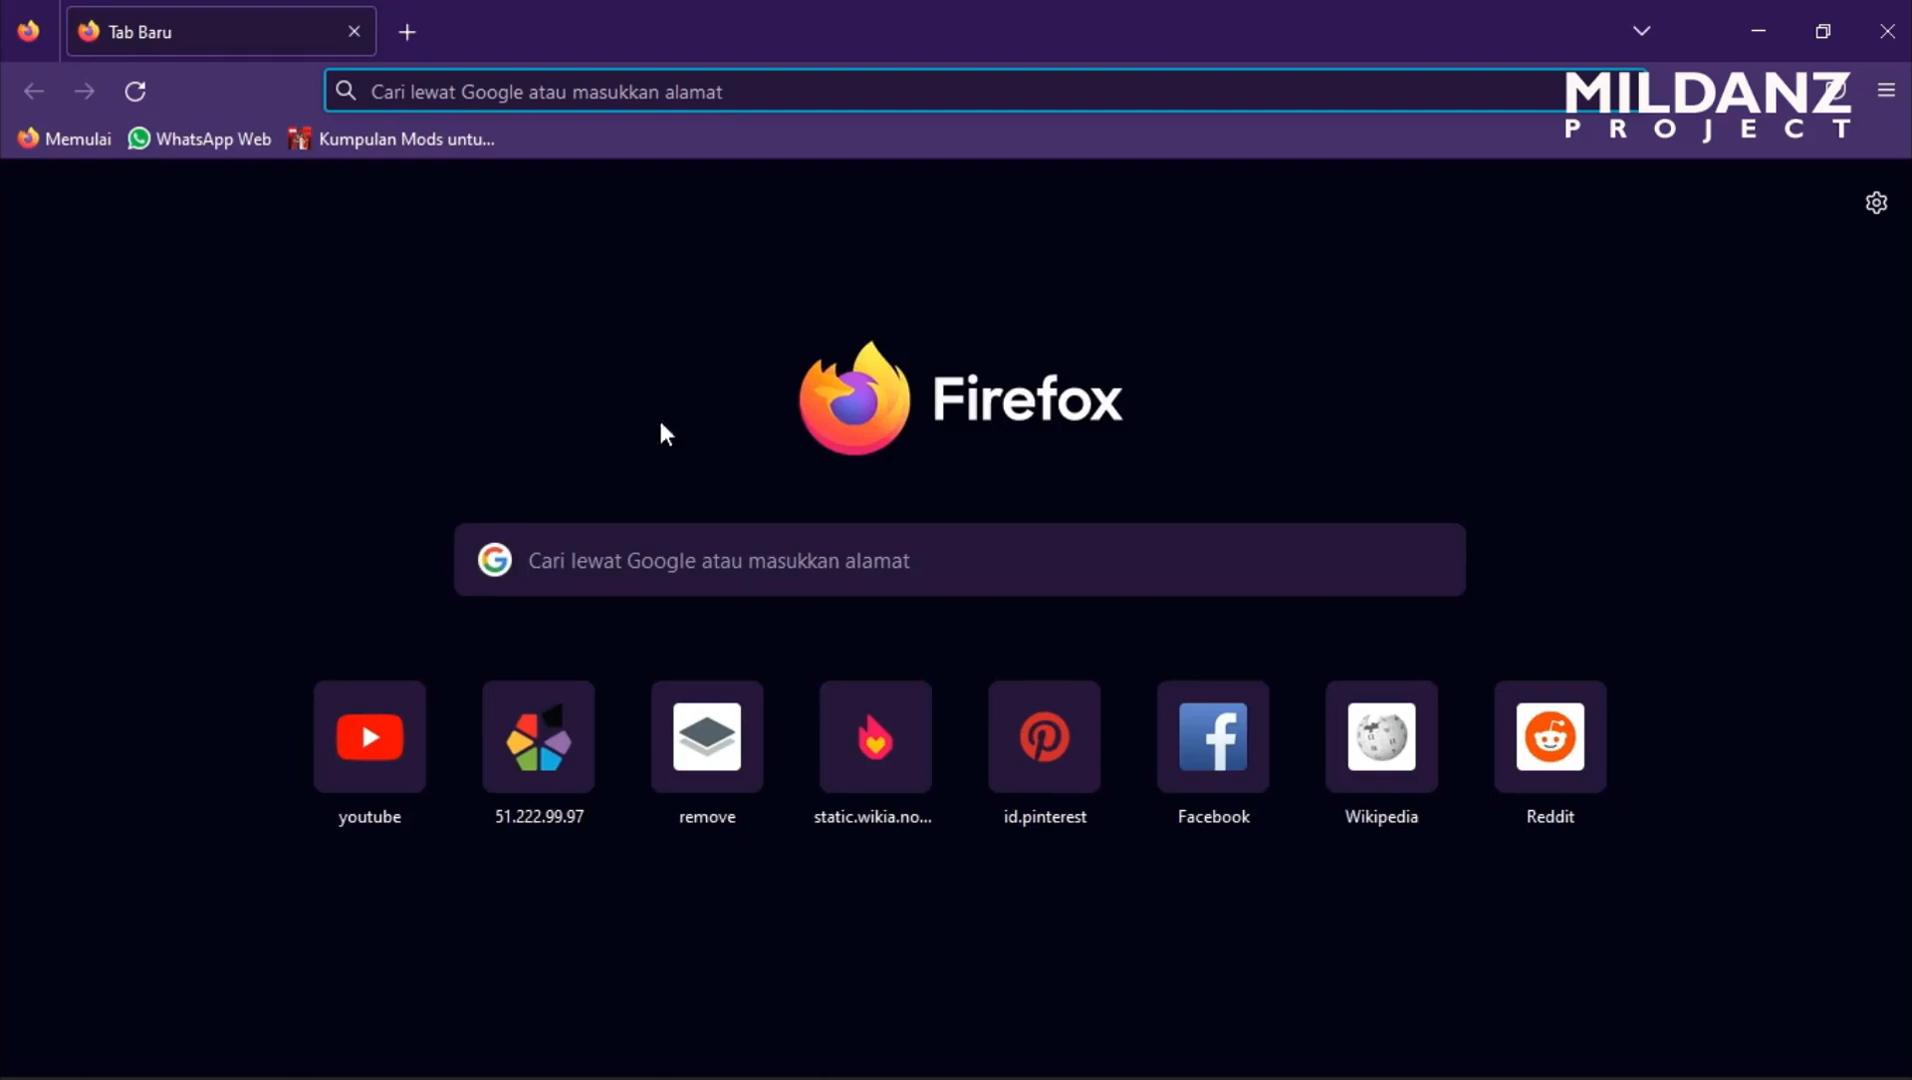 Tab Baru
Cari lewat Google atau masukkan alamat
MILDANZ
PROJECT
Memulai
WhatsApp Web
Kumpulan Mods untu...
Firefox
Cari lewat Google atau masukkan alamat
youtube
51.222.99.97
remove
static.wikia.no...
id.pinterest
Facebook
Wikipedia
Reddit